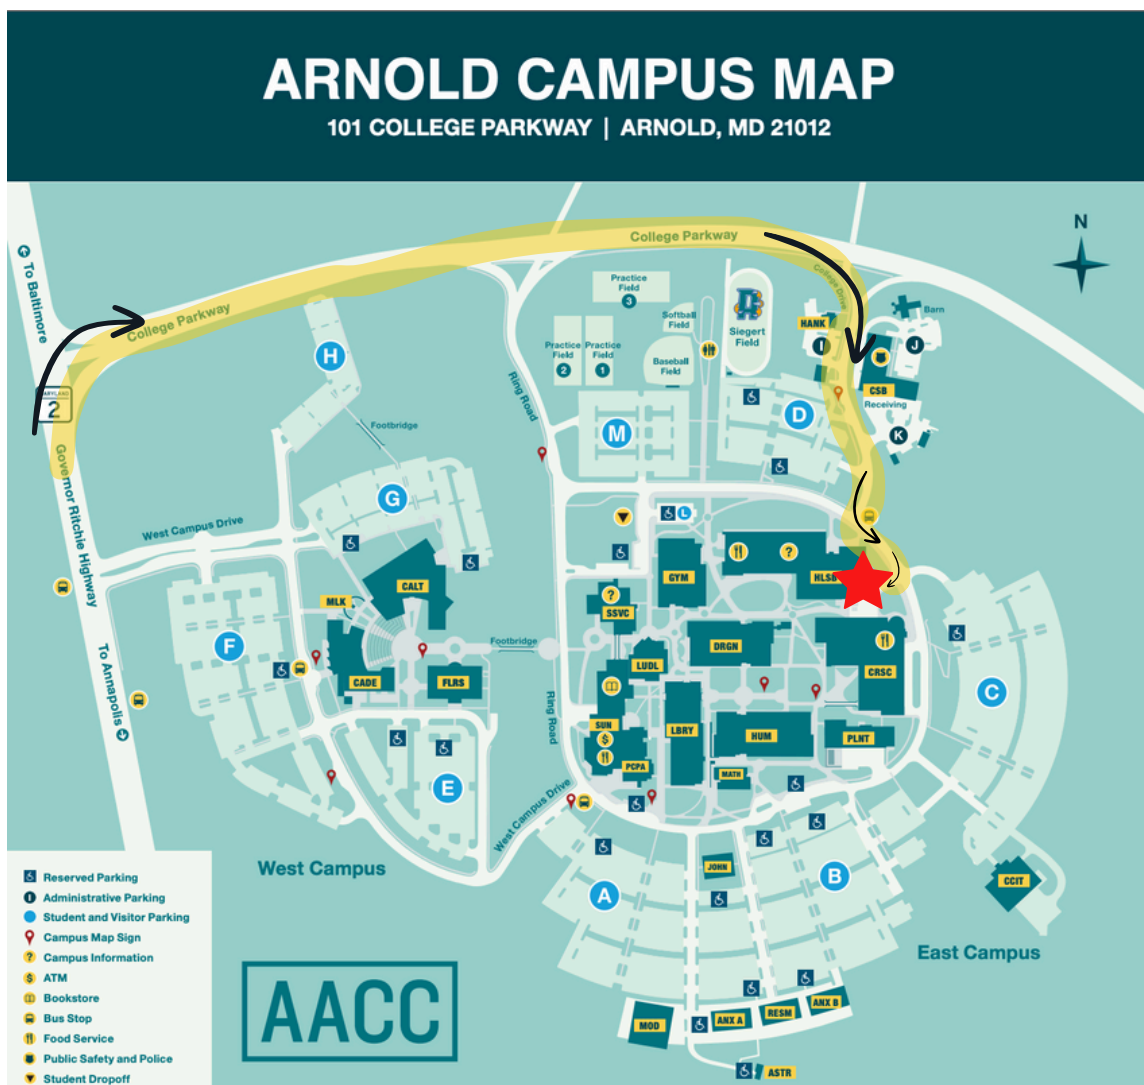 ARNOLD CAMPUS MAP
101 COLLEGE PARKWAY | ARNOLD, MD 21012
N
College Parkway
To Baltimore
College Parkway
College Drive
Practice
Field
3
Softball
Field
Siegert
Field
HANK
I
Barn
J
H
Practice
Field
2
Practice
Field
1
Baseball
Field
CSB
Receiving
MARYLAND
2
Ring Road
D
K
Footbridge
M
Governor Ritchie Highway
G
West Campus Drive
L
CALT
GYM
?
HLSB
MLK
?
SSVC
F
Footbridge
DRGN
CADE
FLRS
LUDL
CRSC
C
To Annapolis
Ring Road
SUN
LBRY
HUM
PLNT
$
PCPA
MATH
E
West Campus Drive
West Campus
JOHN
A
B
CCIT
East Campus
Reserved Parking
I Administrative Parking
Student and Visitor Parking
Campus Map Sign
? Campus Information
$ ATM
Bookstore
Bus Stop
Food Service
Public Safety and Police
Student Dropoff
AACC
MOD
ANX A
RESM
ANX B
ASTR